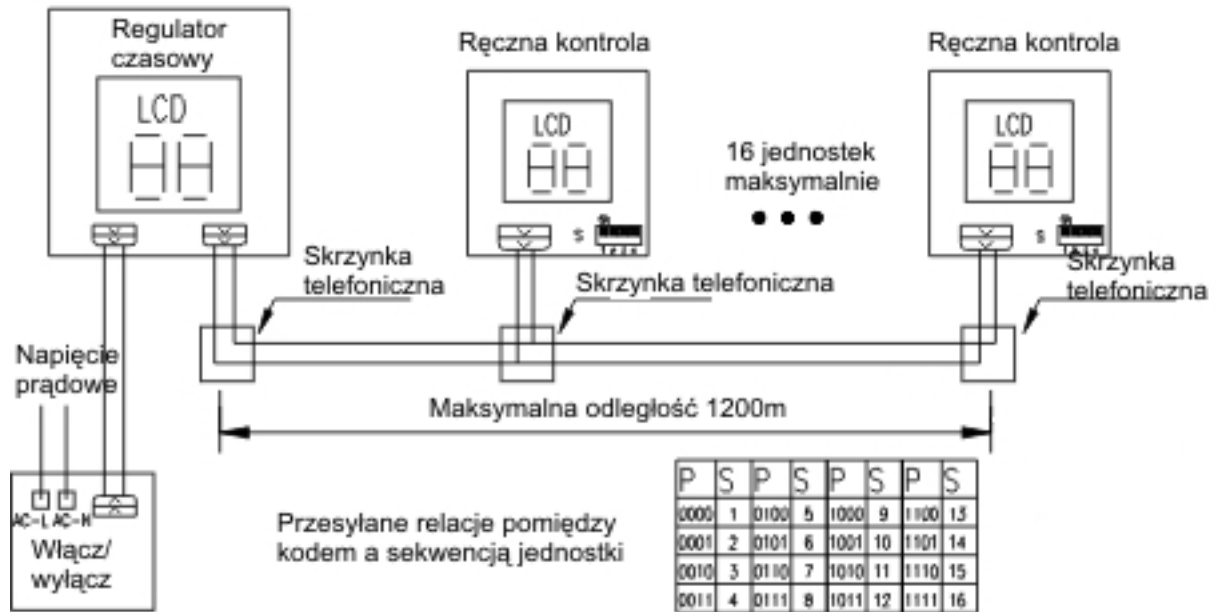 Regulator
czasowy
LCD
Ręczna kontrola
LCD
Ręczna kontrola
LCD
16 jednostek
maksymalnie
S
S
Skrzynka
telefoniczna
Skrzynka telefoniczna
Skrzynka
telefoniczna
Napięcie
prądowe
Maksymalna odległość 1200m
AC-L AC-N
Włącz/
wyłącz
Przesyłane relacje pomiędzy
kodem a sekwencją jednostki
P S P S P S P S
0000 1 0100 5 1000 9 1100 13
0001 2 0101 6 1001 10 1101 14
0010 3 0110 7 1010 11 1110 15
0011 4 0111 8 1011 12 1111 16